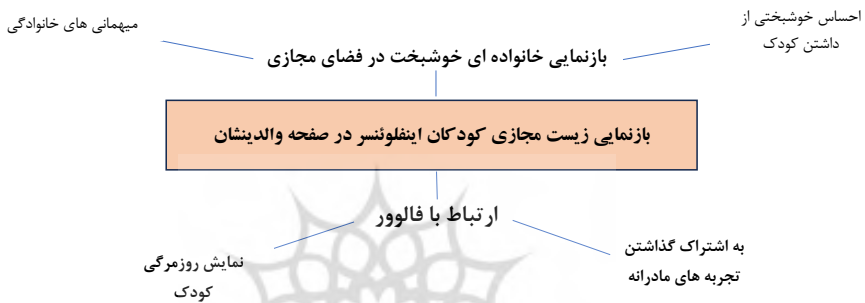 احساس خوشبختی از
داشتن کودک
میهمانی های خانوادگی
بازنمایی خانواده ای خوشبخت در فضای مجازی
بازنمایی زیست مجازی کودکان اینفلوئنسر در صفحه والدینشان
ارتباط با فالوور
به اشتراک گذاشتن
تجربه های مادرانه
نمایش روزمرگی
کودک